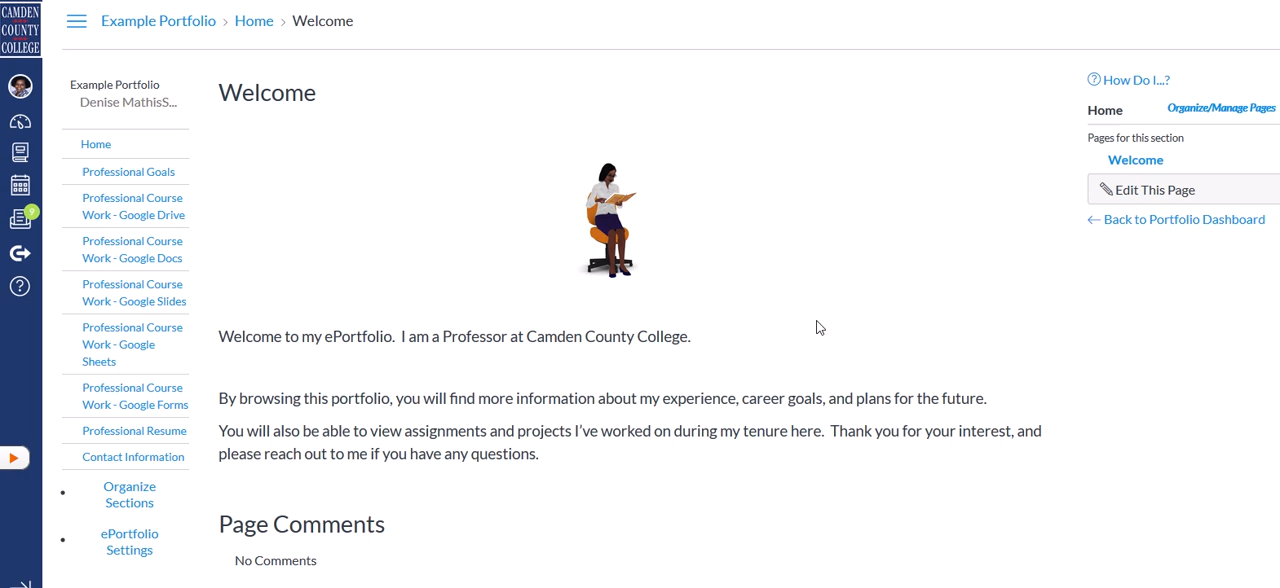 CAMDEN
COUNTY
COLLEGE
Example Portfolio > Home > Welcome
9
Example Portfolio
Denise MathisS...
Home
Professional Goals
Professional Course
Work - Google Drive
Professional Course
Work - Google Docs
Professional Course
Work - Google Slides
Professional Course
Work - Google
Sheets
Professional Course
Work - Google Forms
Professional Resume
Contact Information
Organize
Sections
ePortfolio
Settings
Welcome
Welcome to my ePortfolio.  I am a Professor at Camden County College.
By browsing this portfolio, you will find more information about my experience, career goals, and plans for the future.
You will also be able to view assignments and projects I've worked on during my tenure here.  Thank you for your interest, and
please reach out to me if you have any questions.
Page Comments
No Comments
How Do I...?
Home Organize/Manage Pages
Pages for this section
Welcome
Edit This Page
Back to Portfolio Dashboard